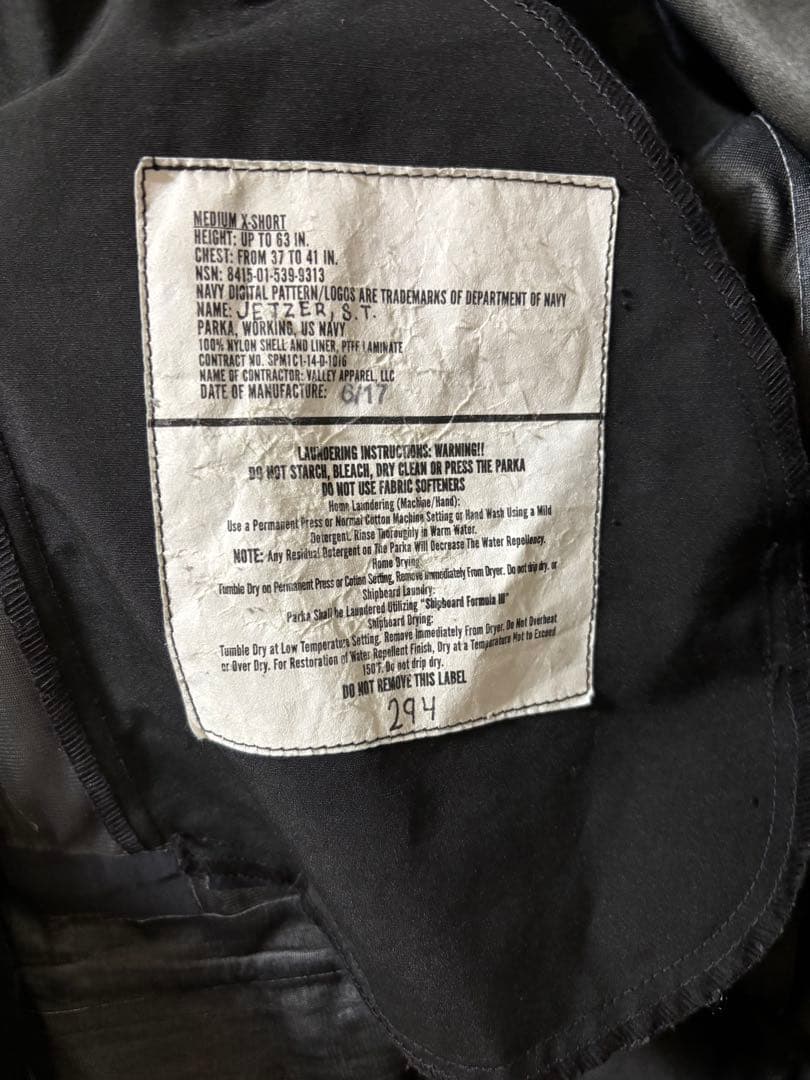 MEDIUM X-SHORT
HEIGHT: UP TO 63 IN.
CHEST: FROM 37 TO 41 IN.
NSN: 8415-01-539-9313
NAVY DIGITAL PATTERN/LOGOS ARE TRADEMARKS OF DEPARTMENT OF NAVY
NAME: JETZER, S.T.
PARKA, WORKING, US NAVY
100% NYLON SHELL AND LINER, PTFE LAMINATE
CONTRACT NO. SPM1C1-14-D-1016
NAME OF CONTRACTOR: VALLEY APPAREL, LLC
DATE OF MANUFACTURE: 6/17
LAUNDERING INSTRUCTIONS: WARNING!!
DO NOT STARCH, BLEACH, DRY CLEAN OR PRESS THE PARKA
DO NOT USE FABRIC SOFTENERS
Home Laundering (Machine/Hand):
Use a Permanent Press or Normal Cotton Machine Setting or Hand Wash Using a Mild
Detergent. Rinse Thoroughly in Warm Water.
NOTE: Any Residual Detergent on The Parka Will Decrease The Water Repellency.
Home Drying:
Tumble Dry on Permanent Press or Cotton Setting, Remove Immediately From Dryer. Do not drip dry. or
Shipboard Laundry:
Parka Shall be Laundered Utilizing "Shipboard Formula III"
Shipboard Drying:
Tumble Dry at Low Temperature Setting. Remove Immediately From Dryer. Do Not Overheat
or Over Dry. For Restoration of Water Repellent Finish, Dry at a Temperature Not to Exceed
150°F. Do not drip dry.
DO NOT REMOVE THIS LABEL
294